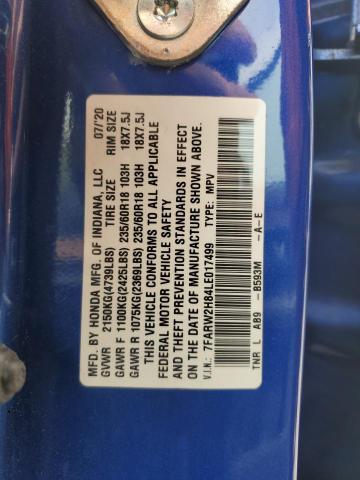 MFD. BY HONDA MFG. OF INDIANA, LLC 07/'20
GVWR 2150KG(4739LBS) TIRE SIZE RIM SIZE
GAWR F 1100KG(2425LBS) 235/60R18 103H 18X7.5J
GAWR R 1075KG(2369LBS) 235/60R18 103H 18X7.5J
THIS VEHICLE CONFORMS TO ALL APPLICABLE
FEDERAL MOTOR VEHICLE SAFETY
AND THEFT PREVENTION STANDARDS IN EFFECT
ON THE DATE OF MANUFACTURE SHOWN ABOVE.
V.I.N.: 7FARW2H84LE017499 TYPE: MPV
TNR L AB9 -B593M -A-E